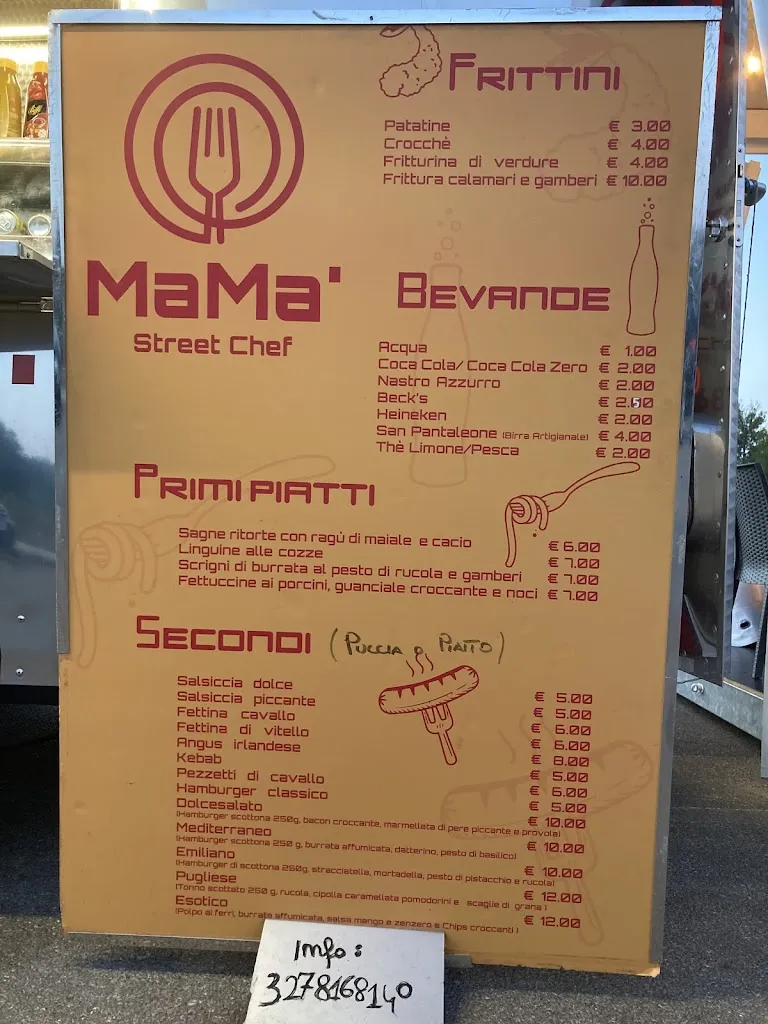 MaMa'
Street Chef
Frittini
Patatine € 3.00
Crocchè € 4.00
Fritturina di verdure € 4.00
Frittura calamari e gamberi € 10.00
Bevande
Acqua € 1.00
Coca Cola/ Coca Cola Zero € 2.00
Nastro Azzurro € 2.00
Beck's € 2.50
Heineken € 2.00
San Pantaleone (Birra Artigianale) € 4.00
Thè Limone/Pesca € 2.00
Primi piatti
Sagne ritorte con ragù di maiale e cacio € 6.00
Linguine alle cozze € 7.00
Scrigni di burrata al pesto di rucola e gamberi € 7.00
Fettuccine ai porcini, guanciale croccante e noci € 7.00
Secondi (Puccia o Piatto)
Salsiccia dolce € 5.00
Salsiccia piccante € 5.00
Fettina cavallo € 6.00
Fettina di vitello € 6.00
Angus irlandese € 8.00
Kebab € 5.00
Pezzetti di cavallo € 6.00
Hamburger classico € 5.00
Dolcesalato € 10.00
(Hamburger scottona 250g, bacon croccante, marmellata di pere piccante e provola)
Mediterraneo € 10.00
(Hamburger scottona 250 g, burrata affumicata, datterino, pesto di basilico)
Emiliano € 10.00
(Hamburger di scottona 250g, stracciatella, mortadella, pesto di pistacchio e rucola)
Pugliese € 12.00
(Tonno scottato 250 g, rucola, cipolla caramellata pomodorini e scaglie di grana )
Esotico € 12.00
(Polpo ai ferri, burrata affumicata, salsa mango e zenzero e Chips croccanti )
Info:
3278168140